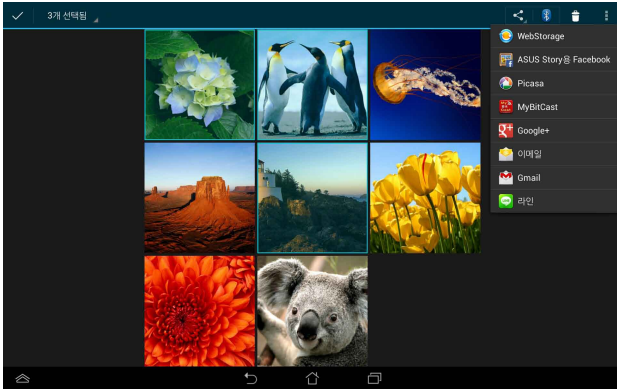 3개 선택됨
WebStorage
ASUS Story용 Facebook
Picasa
MyBitCast
Google+
이메일
Gmail
라인